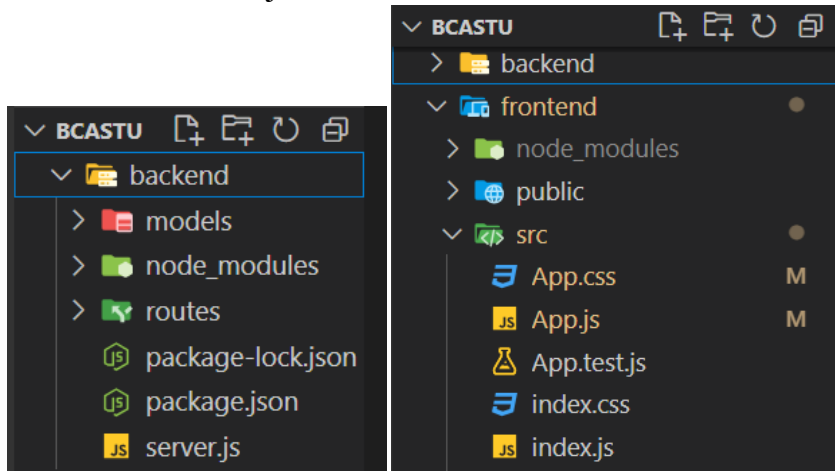 BCASTU
backend
models
node_modules
routes
package-lock.json
package.json
server.js
BCASTU
backend
frontend
node_modules
public
src
App.css M
App.js M
App.test.js
index.css
index.js